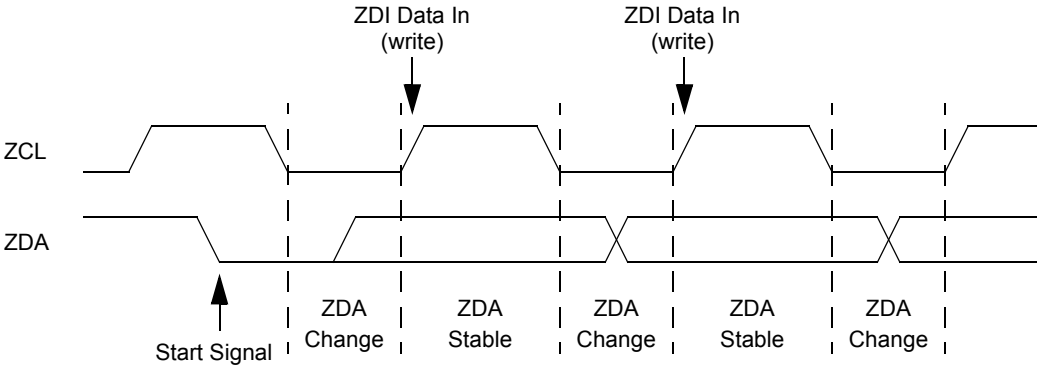 ZDI Data In
(write)
ZDI Data In
(write)
ZCL
ZDA
ZDA
Change
ZDA
Stable
ZDA
Change
ZDA
Stable
ZDA
Change
Start Signal